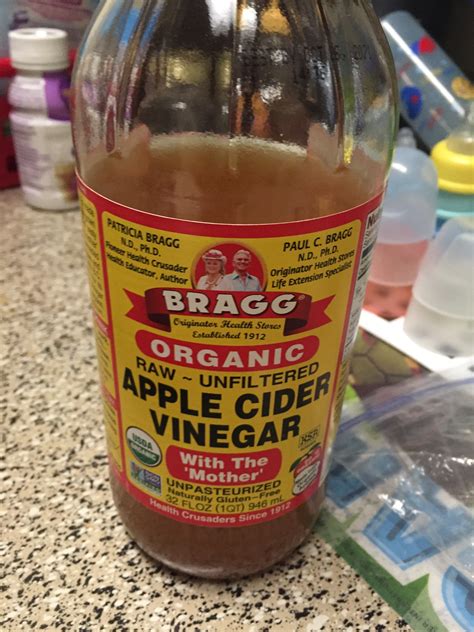 PATRICIA BRAGG
N.D., Ph.D.
Pioneer Health Crusader
Health Educator, Author
PAUL C. BRAGG
N.D., Ph.D.
Originator Health Stores
Life Extension Specialist
BRAGG
Originator Health Stores
Established 1912
ORGANIC
RAW ~ UNFILTERED
APPLE CIDER
VINEGAR
USDA
ORGANIC
With The
'Mother'
UNPASTEURIZED
Naturally Gluten-Free
32 FL OZ (1QT) 946 mL
Health Crusaders Since 1912